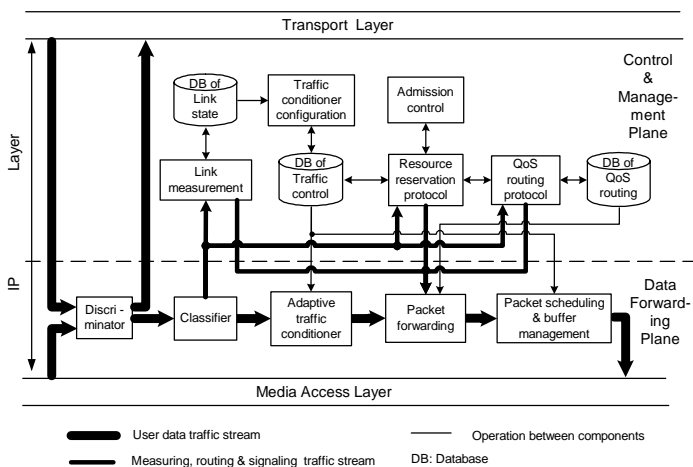 Transport Layer
Control
&
Manage-
ment
Plane
Layer
IP
DB of
Link
state
Traffic
conditioner
configuration
Admission
control
Link
measurement
DB of
Traffic
control
Resource
reservation
protocol
QoS
routing
protocol
DB of
QoS
routing
Discri-
minator
Classifier
Adaptive
traffic
conditioner
Packet
forwarding
Packet scheduling
& buffer
management
Data
Forward-
ing
Plane
Media Access Layer
User data traffic stream
Operation between components
Measuring, routing & signaling traffic stream
DB: Database